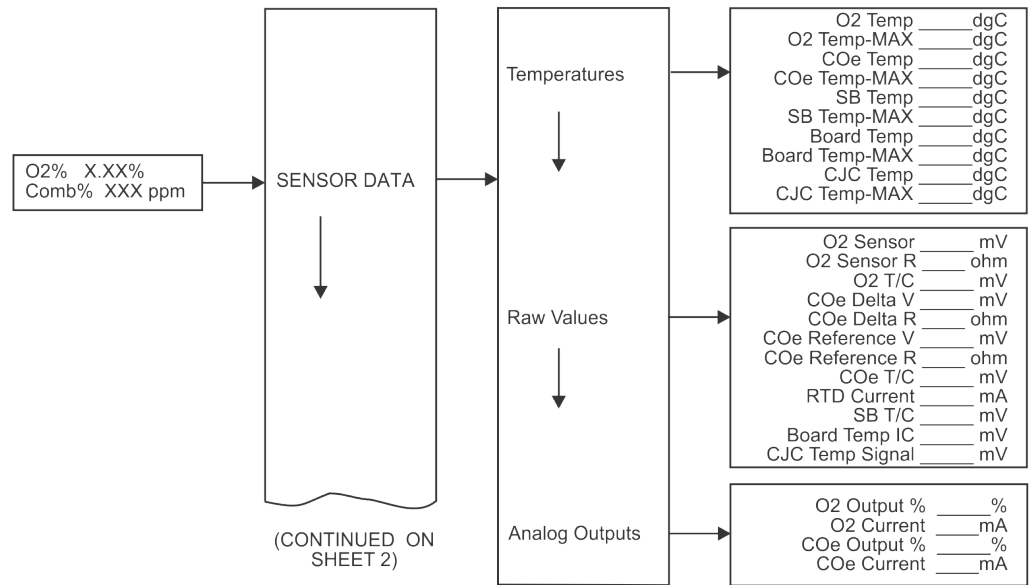 O2% X.XX%
Comb% XXX ppm
SENSOR DATA
(CONTINUED ON
SHEET 2)
Temperatures
Raw Values
Analog Outputs
O2 Temp _____dgC
O2 Temp-MAX _____dgC
COe Temp _____dgC
COe Temp-MAX _____dgC
SB Temp _____dgC
SB Temp-MAX _____dgC
Board Temp _____dgC
Board Temp-MAX _____dgC
CJC Temp _____dgC
CJC Temp-MAX _____dgC
O2 Sensor _____ mV
O2 Sensor R ____ ohm
O2 T/C _____ mV
COe Delta V _____ mV
COe Delta R _____ ohm
COe Reference V _____ mV
COe Reference R ____ ohm
COe T/C _____ mV
RTD Current _____ mA
SB T/C _____ mV
Board Temp IC _____ mV
CJC Temp Signal _____ mV
O2 Output % _____%
O2 Current ____mA
COe Output % _____%
COe Current ____mA